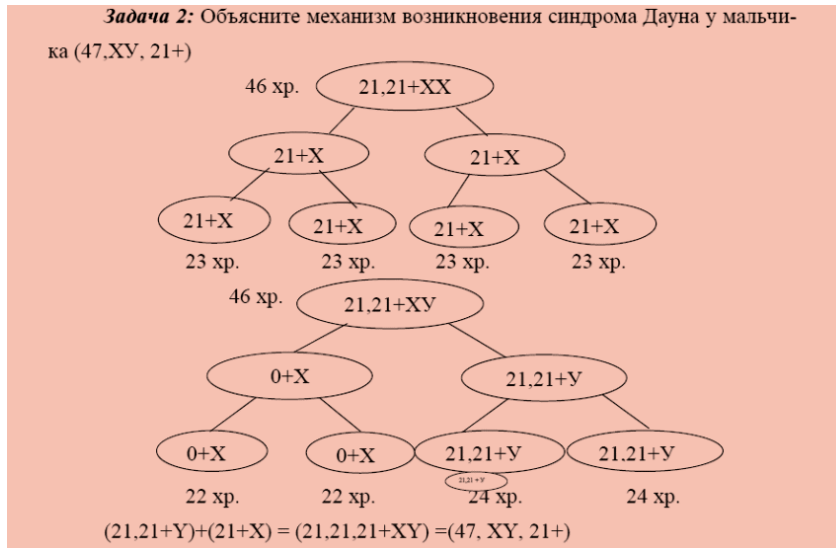 Задача 2: Объясните механизм возникновения синдрома Дауна у мальчи-
ка (47,ХУ, 21+)
46 хр. 21,21+ХХ
21+Х 21+Х
21+Х 21+Х 21+Х 21+Х
23 хр. 23 хр. 23 хр. 23 хр.
46 хр. 21,21+ХУ
0+Х 21,21+У
0+Х 0+Х 21,21+У 21.21+У
21,21 + У
22 хр. 22 хр. 24 хр. 24 хр.
(21,21+Y)+(21+X) = (21,21,21+XY) =(47, XY, 21+)